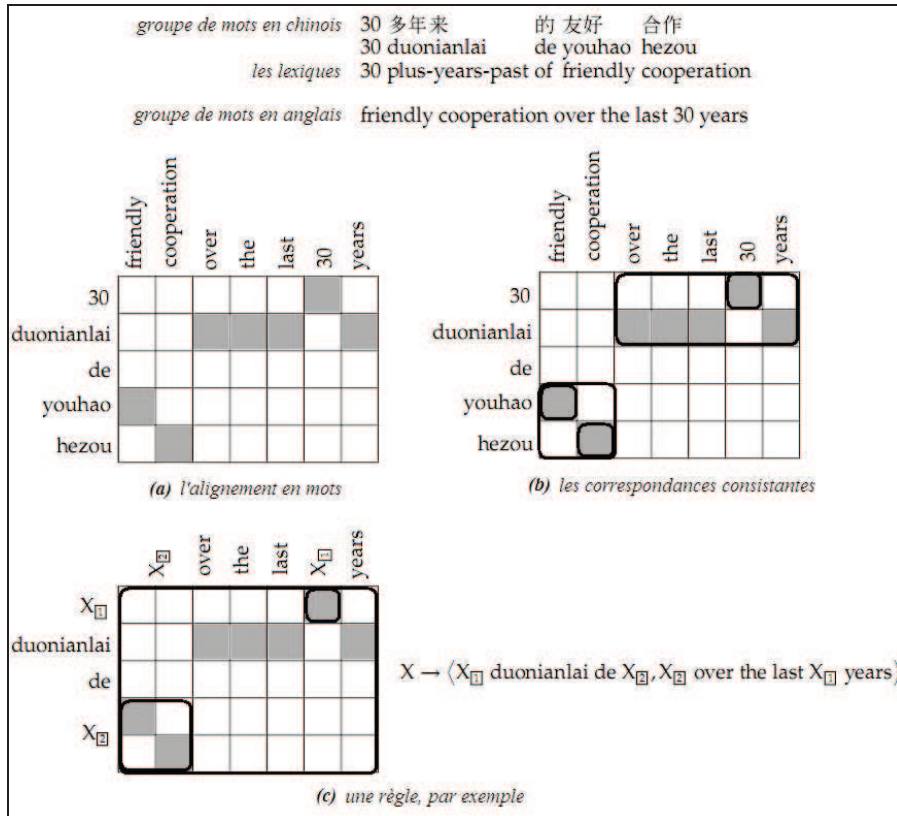 groupe de mots en chinois 30 多年来 的 友好 合作
30 duonianlai de youhao hezou
les lexiques 30 plus-years-past of friendly cooperation
groupe de mots en anglais friendly cooperation over the last 30 years
friendly cooperation over the last 30 years
30
duonianlai
de
youhao
hezou
(a) l'alignement en mots
friendly cooperation over the last 30 years
30
duonianlai
de
youhao
hezou
(b) les correspondances consistantes
X2 over the last X1 years
X1
duonianlai
de
X2
X → ⟨X1 duonianlai de X2, X2 over the last X1 years⟩
(c) une règle, par exemple